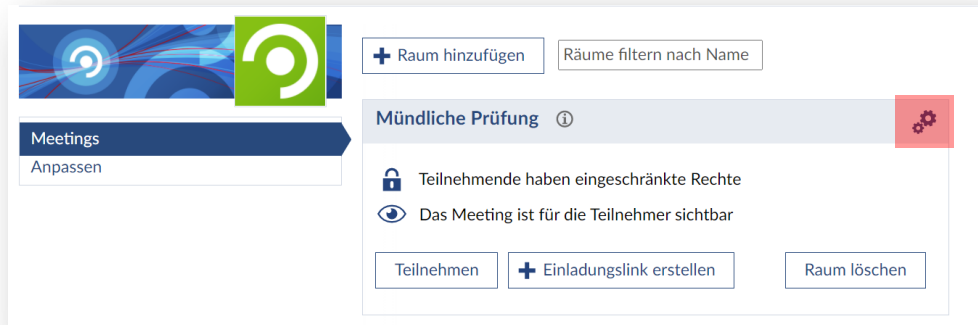 Raum hinzufügen
Räume filtern nach Name
Meetings
Anpassen
Mündliche Prüfung
Teilnehmende haben eingeschränkte Rechte
Das Meeting ist für die Teilnehmer sichtbar
Teilnehmen
Einladungslink erstellen
Raum löschen